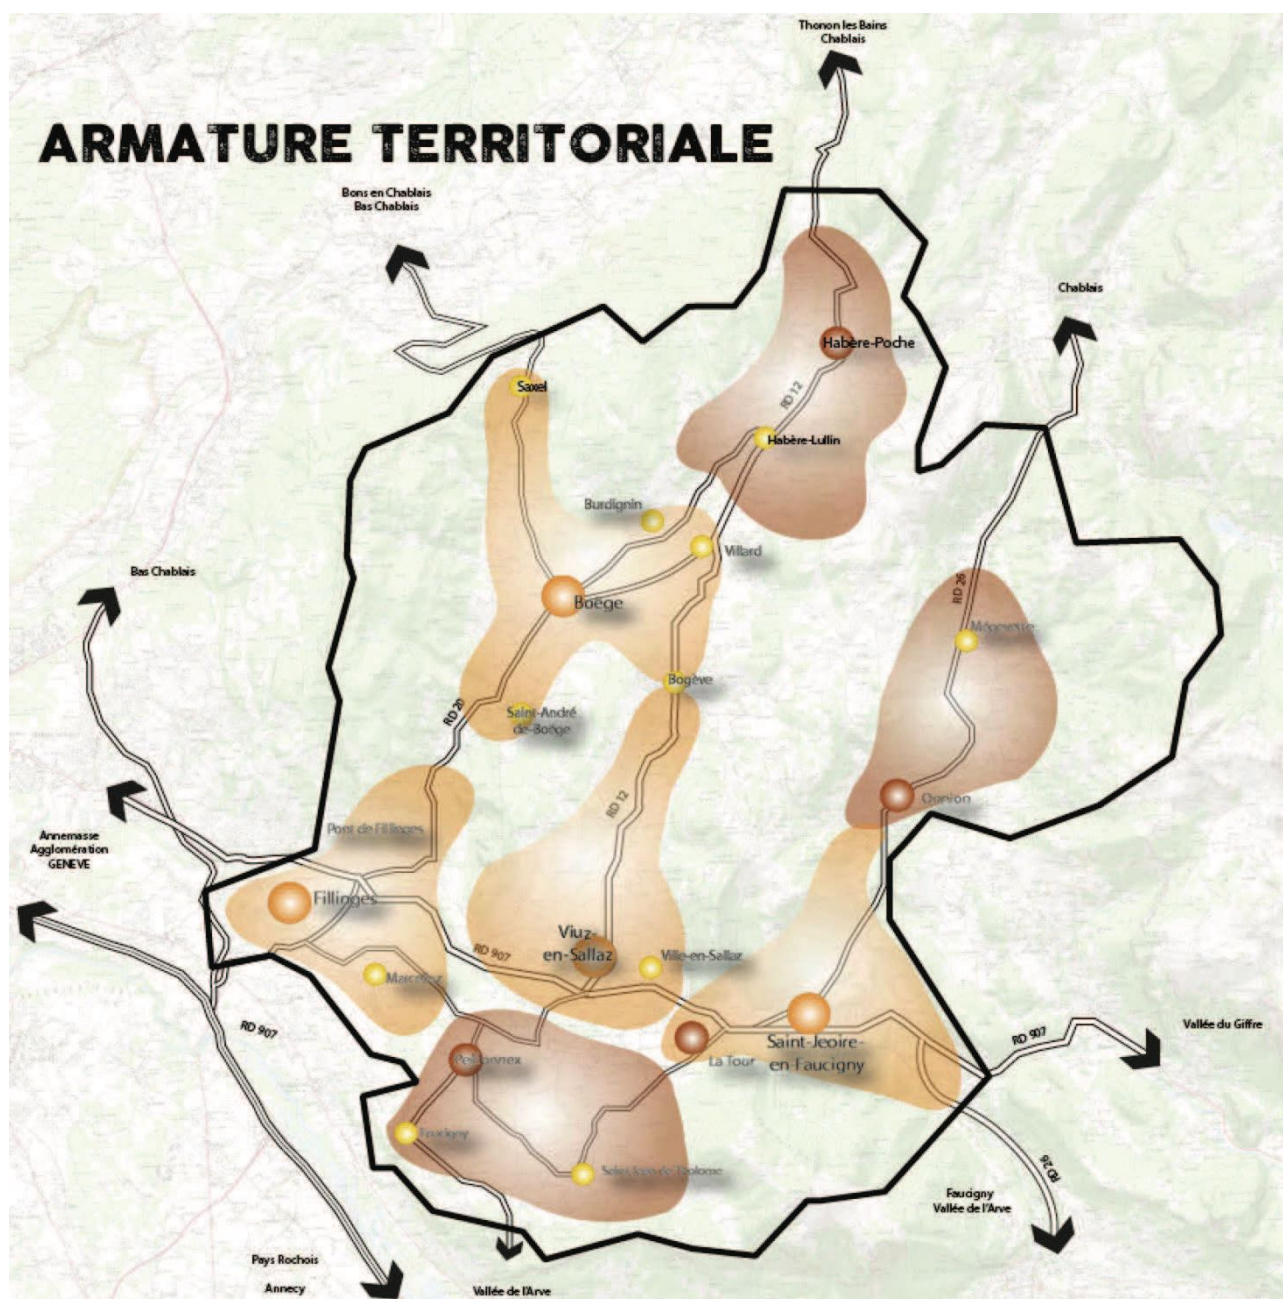 Thonon les Bains
Chablais
ARMATURE TERRITORIALE
Bons en Chablais
Bas Chablais
Chablais
Habère-Poche
Saxel
RD 12
Habère-Lullin
Burdignin
Villard
Bas Chablais
RD 26
Boëge
Bogève
RD 20
Saint-André
de-Boëge
RD 12
Pont de Fillinges
Annemasse
Agglomération
GENEVE
Fillinges
Viuz-
en-Sallaz
RD 907
Ville-en-Sallaz
RD 907
La Tour
Saint-Jeoire-
en-Faucigny
RD 907
Vallée du Giffre
Faucigny
RD 26
Faucigny
Vallée de l'Arve
Pays Rochois
Annecy
Vallée de l'Arve